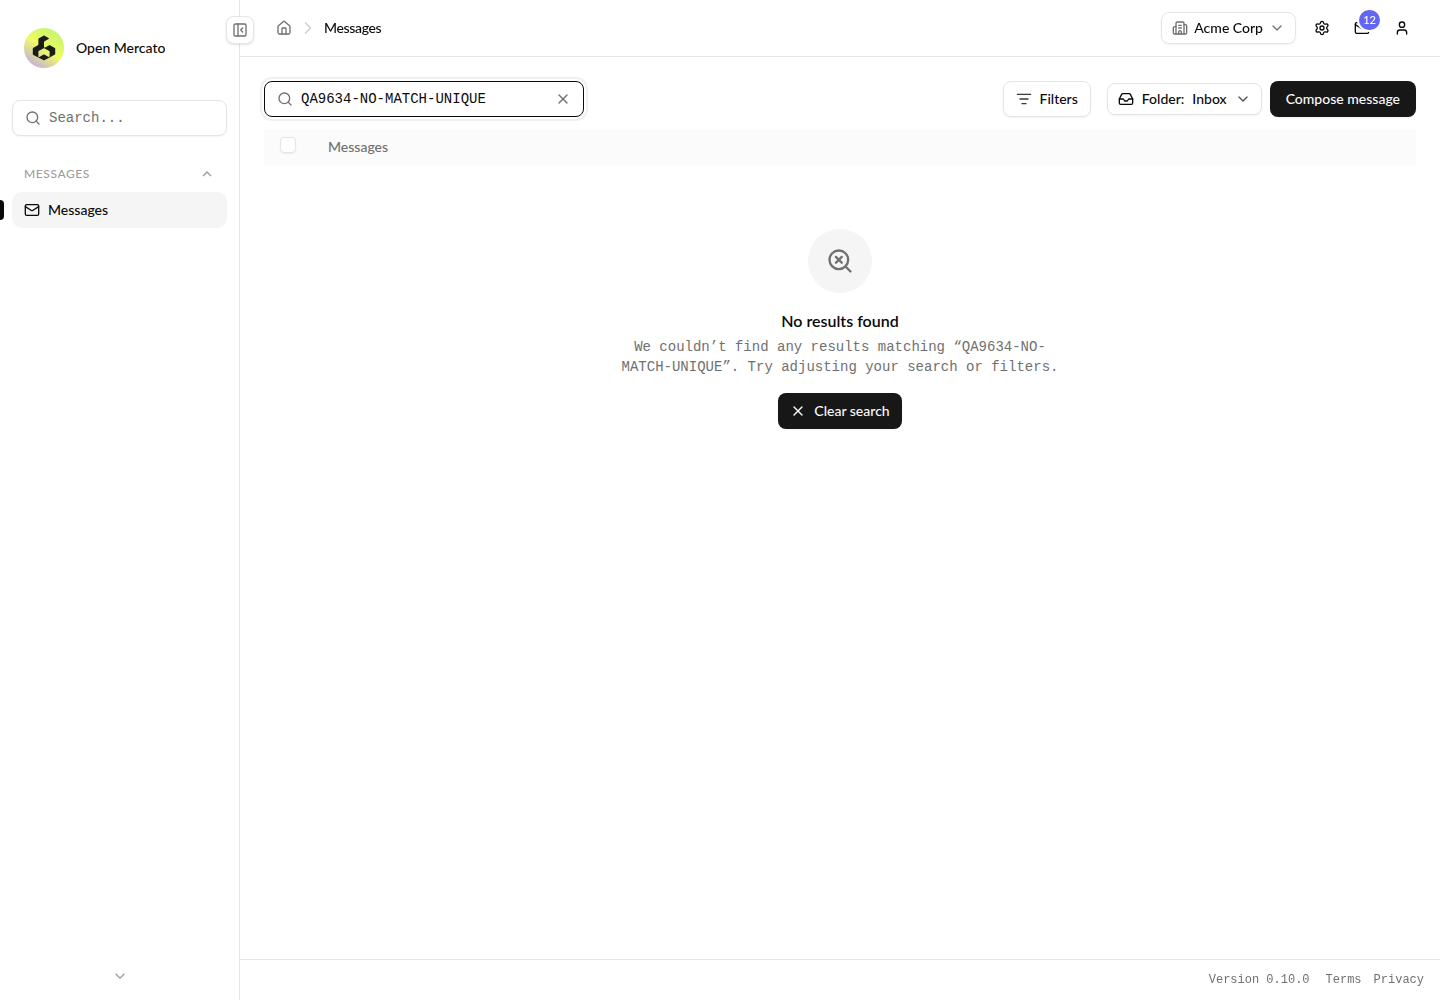 Open Mercato
Search...
MESSAGES
Messages
Messages
Acme Corp
12
QA9634-NO-MATCH-UNIQUE
Filters
Folder: Inbox
Compose message
Messages
No results found
We couldn’t find any results matching “QA9634-NO-
MATCH-UNIQUE”. Try adjusting your search or filters.
Clear search
Version 0.10.0 Terms Privacy